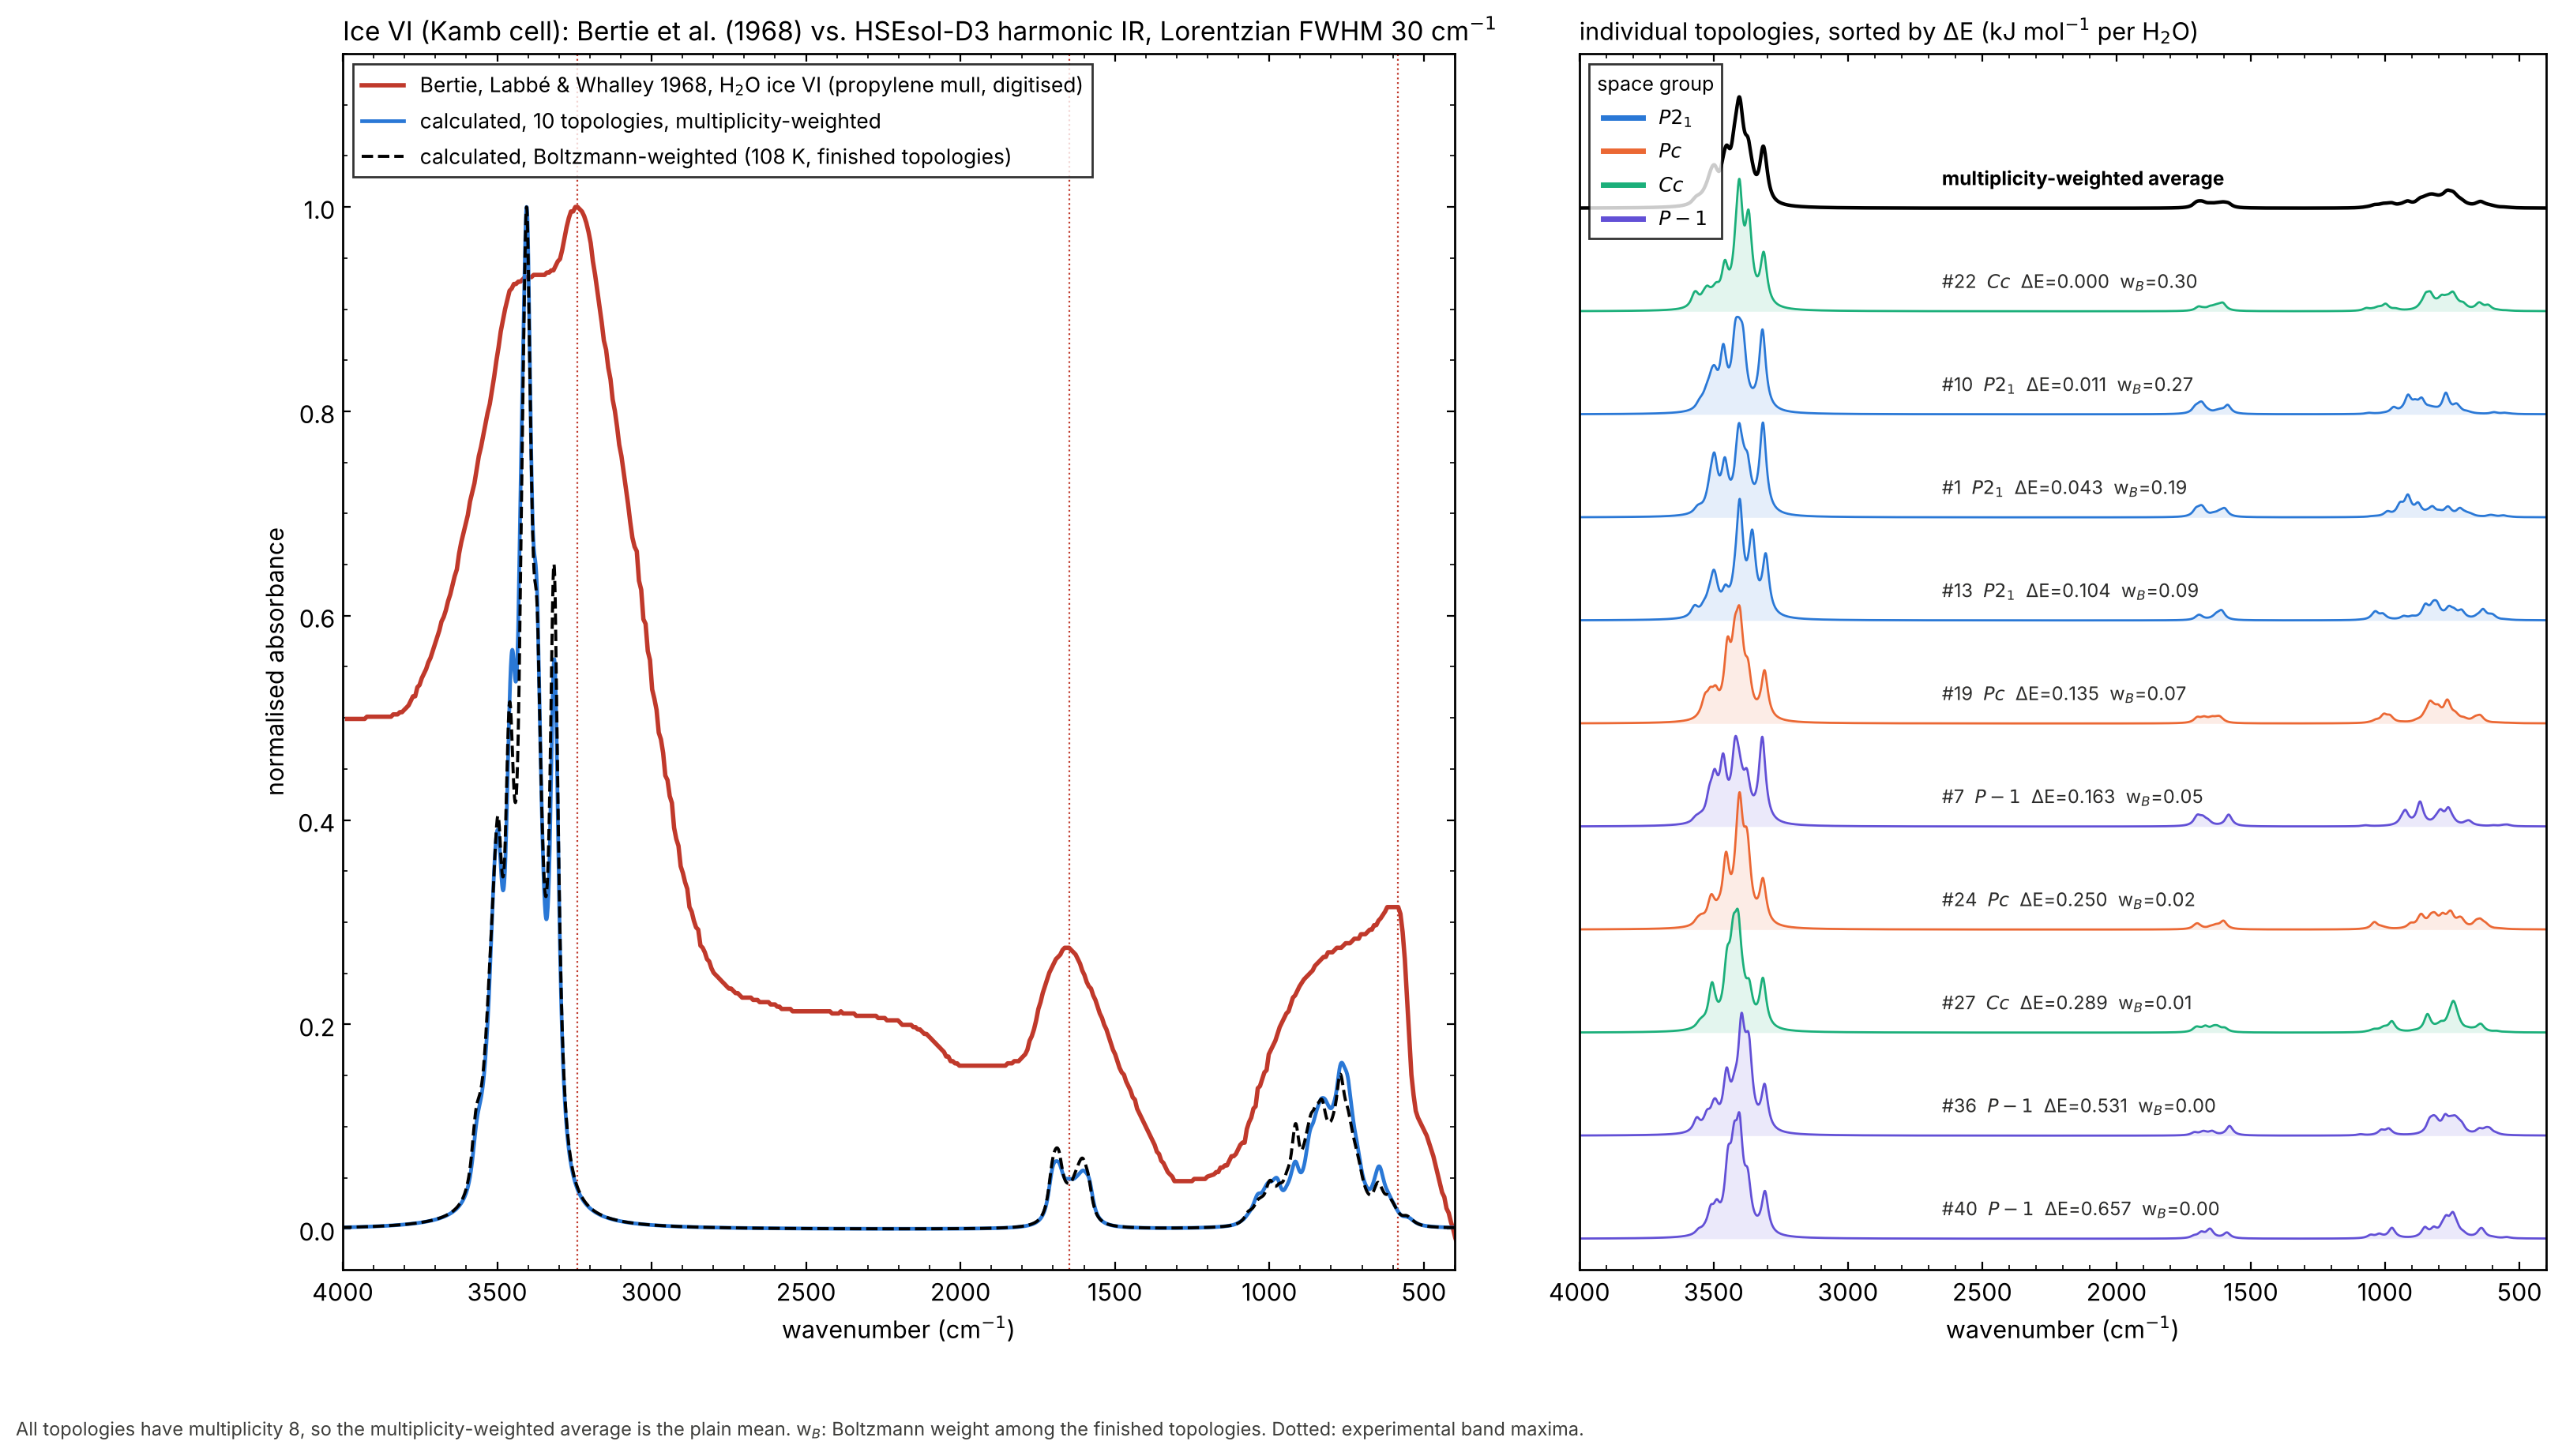 Ice VI (Kamb cell): Bertie et al. (1968) vs. HSEsol-D3 harmonic IR, Lorentzian FWHM 30 cm⁻¹
Bertie, Labbé & Whalley 1968, H₂O ice VI (propylene mull, digitised)
calculated, 10 topologies, multiplicity-weighted
calculated, Boltzmann-weighted (108 K, finished topologies)
normalised absorbance
1.0
0.8
0.6
0.4
0.2
0.0
4000 3500 3000 2500 2000 1500 1000 500
wavenumber (cm⁻¹)
individual topologies, sorted by ΔE (kJ mol⁻¹ per H₂O)
space group
P2₁
Pc
Cc
P − 1
multiplicity-weighted average
#22 Cc ΔE=0.000 w_B=0.30
#10 P2₁ ΔE=0.011 w_B=0.27
#1 P2₁ ΔE=0.043 w_B=0.19
#13 P2₁ ΔE=0.104 w_B=0.09
#19 Pc ΔE=0.135 w_B=0.07
#7 P − 1 ΔE=0.163 w_B=0.05
#24 Pc ΔE=0.250 w_B=0.02
#27 Cc ΔE=0.289 w_B=0.01
#36 P − 1 ΔE=0.531 w_B=0.00
#40 P − 1 ΔE=0.657 w_B=0.00
4000 3500 3000 2500 2000 1500 1000 500
wavenumber (cm⁻¹)
All topologies have multiplicity 8, so the multiplicity-weighted average is the plain mean. w_B: Boltzmann weight among the finished topologies. Dotted: experimental band maxima.